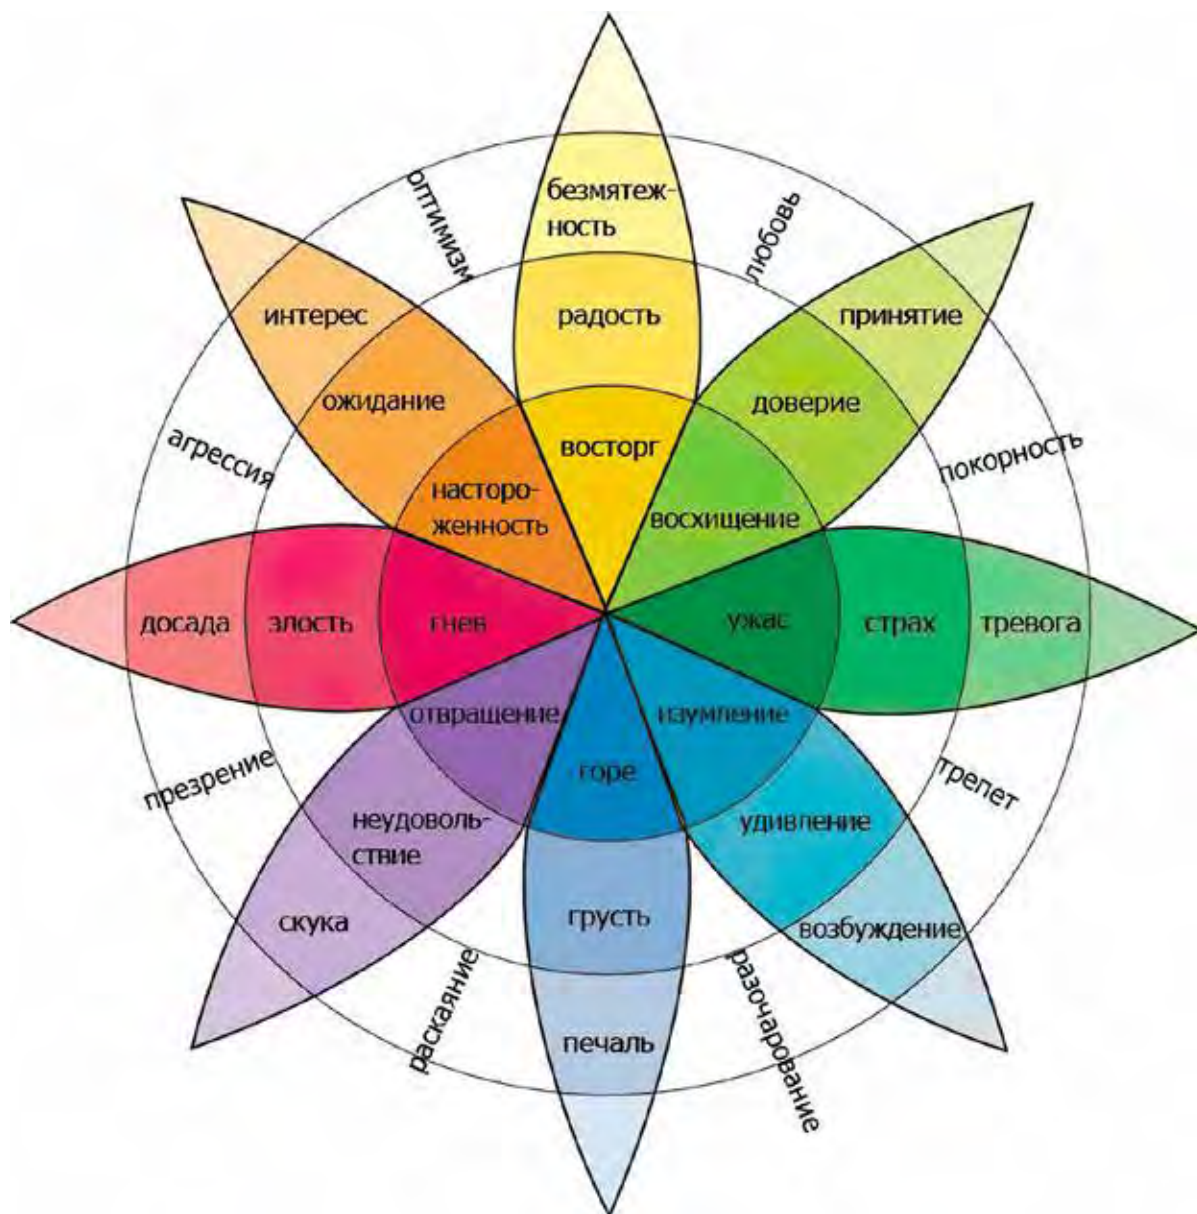 безмятеж-
ность
оптимизм
любовь
интерес
радость
принятие
ожидание
доверие
восторг
агрессия
покорность
насторо-
женность
восхищение
досада
злость
гнев
ужас
страх
тревога
отвращение
изумление
презрение
горе
трепет
неудоволь-
ствие
удивление
скука
грусть
возбуждение
раскаяние
разочарование
печаль